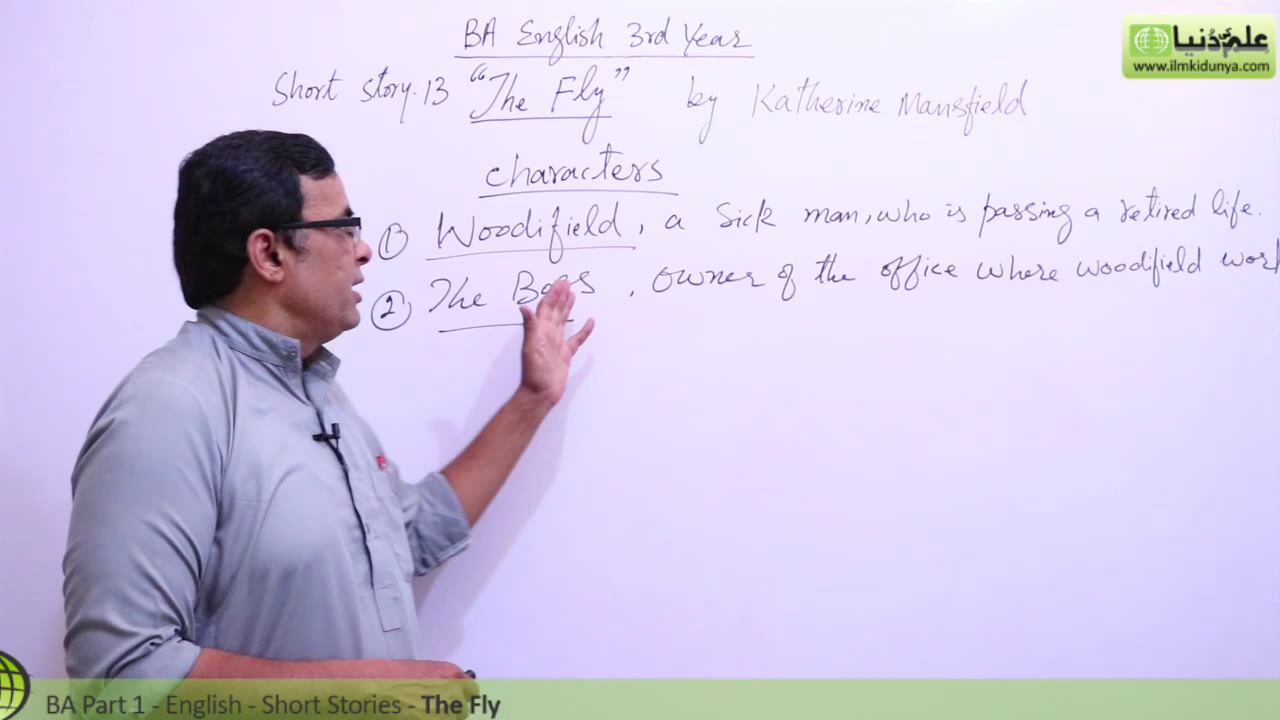 BA English 3rd Year
Short Story.13 "The Fly" by Katherine Mansfield
Characters
① Woodifield, a sick man, who is passing a retired life.
② The Boss, owner of the office where woodifield work
علم کی دُنیا
www.ilmkidunya.com
BA Part 1 - English - Short Stories - The Fly